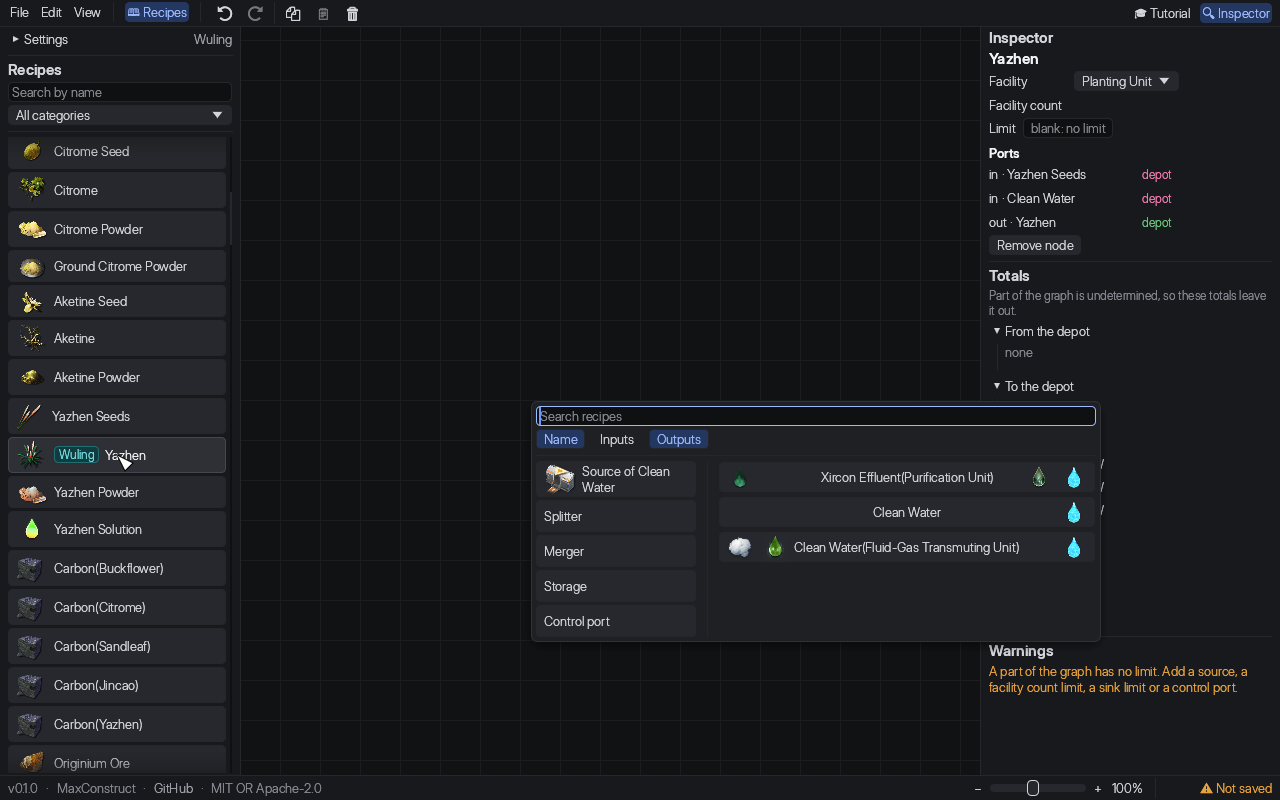 File Edit View Recipes Tutorial Inspector
Settings Wuling
Recipes
Search by name
All categories
Citrome Seed
Citrome
Citrome Powder
Ground Citrome Powder
Aketine Seed
Aketine
Aketine Powder
Yazhen Seeds
Wuling Yazhen
Yazhen Powder
Yazhen Solution
Carbon(Buckflower)
Carbon(Citrome)
Carbon(Sandleaf)
Carbon(Jincao)
Carbon(Yazhen)
Originium Ore
Search recipes
Name Inputs Outputs
Source of Clean
Water
Splitter
Merger
Storage
Control port
Xircon Effluent(Purification Unit)
Clean Water
Clean Water(Fluid-Gas Transmuting Unit)
Inspector
Yazhen
Facility Planting Unit
Facility count
Limit blank: no limit
Ports
in · Yazhen Seeds depot
in · Clean Water depot
out · Yazhen depot
Remove node
Totals
Part of the graph is undetermined, so these totals leave
it out.
From the depot
none
To the depot
Warnings
A part of the graph has no limit. Add a source, a
facility count limit, a sink limit or a control port.
v0.1.0 · MaxConstruct · GitHub · MIT OR Apache-2.0
− + 100% Not saved